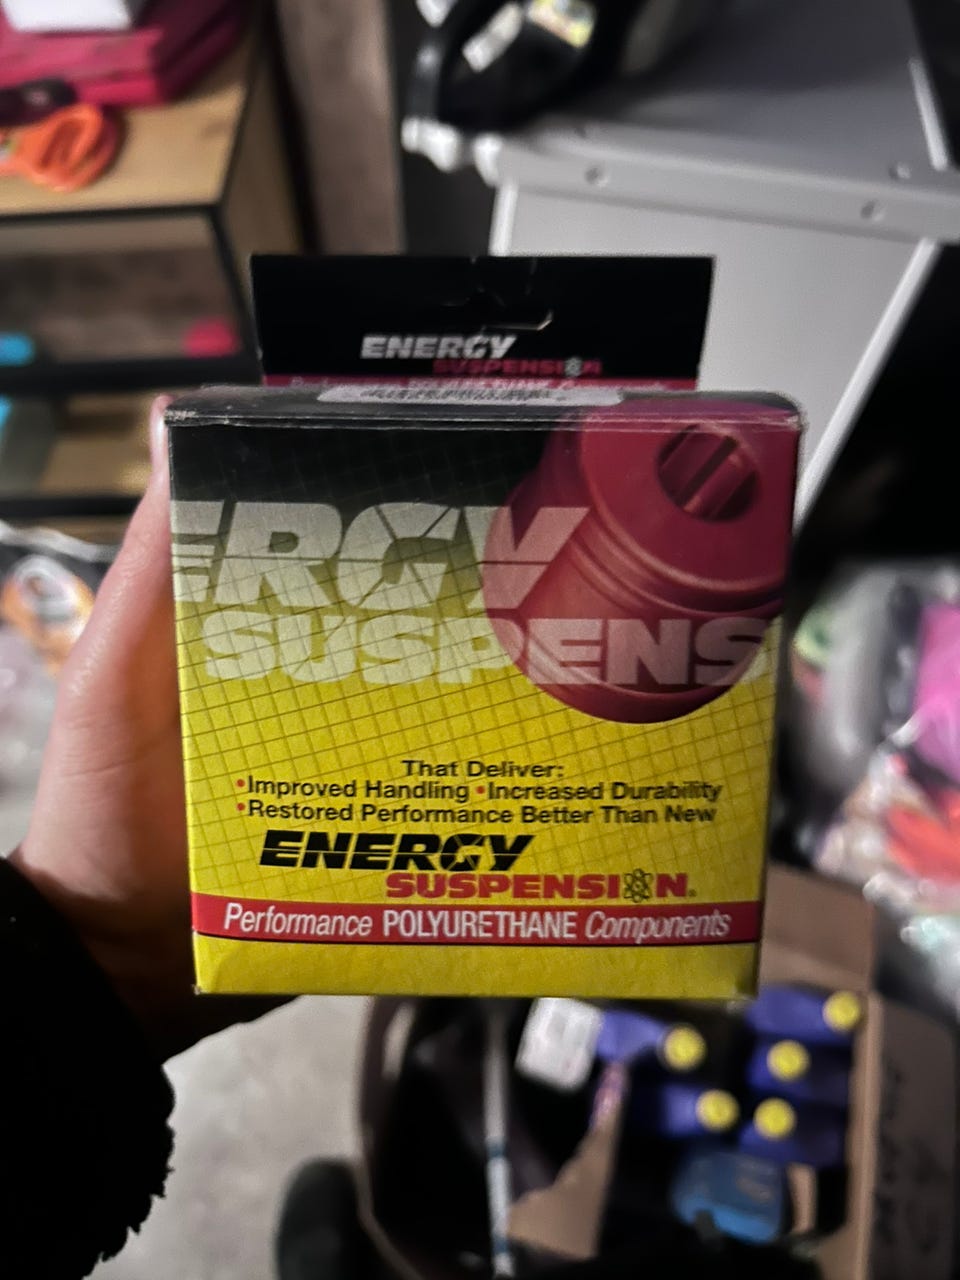 ENERGY
SUSPENSION
ERGY
SUSPENS
That Deliver:
•Improved Handling •Increased Durability
•Restored Performance Better Than New
ENERGY
SUSPENSION®
Performance POLYURETHANE Components